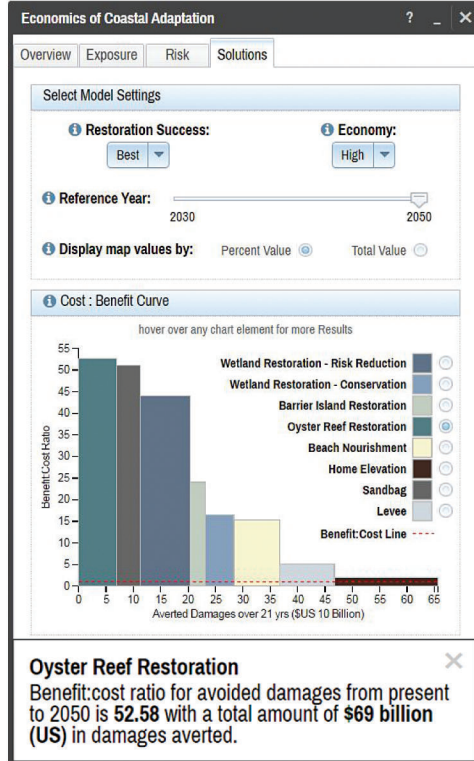 Economics of Coastal Adaptation ? _ ×
Overview Exposure Risk Solutions
Select Model Settings
Restoration Success: Economy:
Best High
Reference Year:
2030 2050
Display map values by: Percent Value Total Value
Cost : Benefit Curve
hover over any chart element for more Results
Benefit:Cost Ratio
55
50
45
40
35
30
25
20
15
10
5
0
Wetland Restoration - Risk Reduction
Wetland Restoration - Conservation
Barrier Island Restoration
Oyster Reef Restoration
Beach Nourishment
Home Elevation
Sandbag
Levee
Benefit:Cost Line
0 5 10 15 20 25 30 35 40 45 50 55 60 65
Averted Damages over 21 yrs ($US 10 Billion)
Oyster Reef Restoration ×
Benefit:cost ratio for avoided damages from present
to 2050 is 52.58 with a total amount of $69 billion
(US) in damages averted.